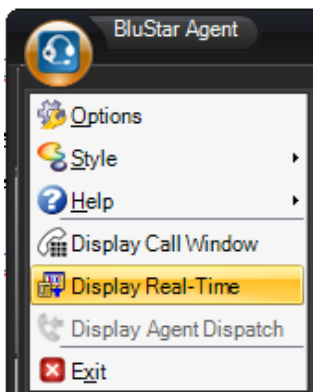 BluStar Agent
Options
Style
Help
Display Call Window
Display Real-Time
Display Agent Dispatch
Exit